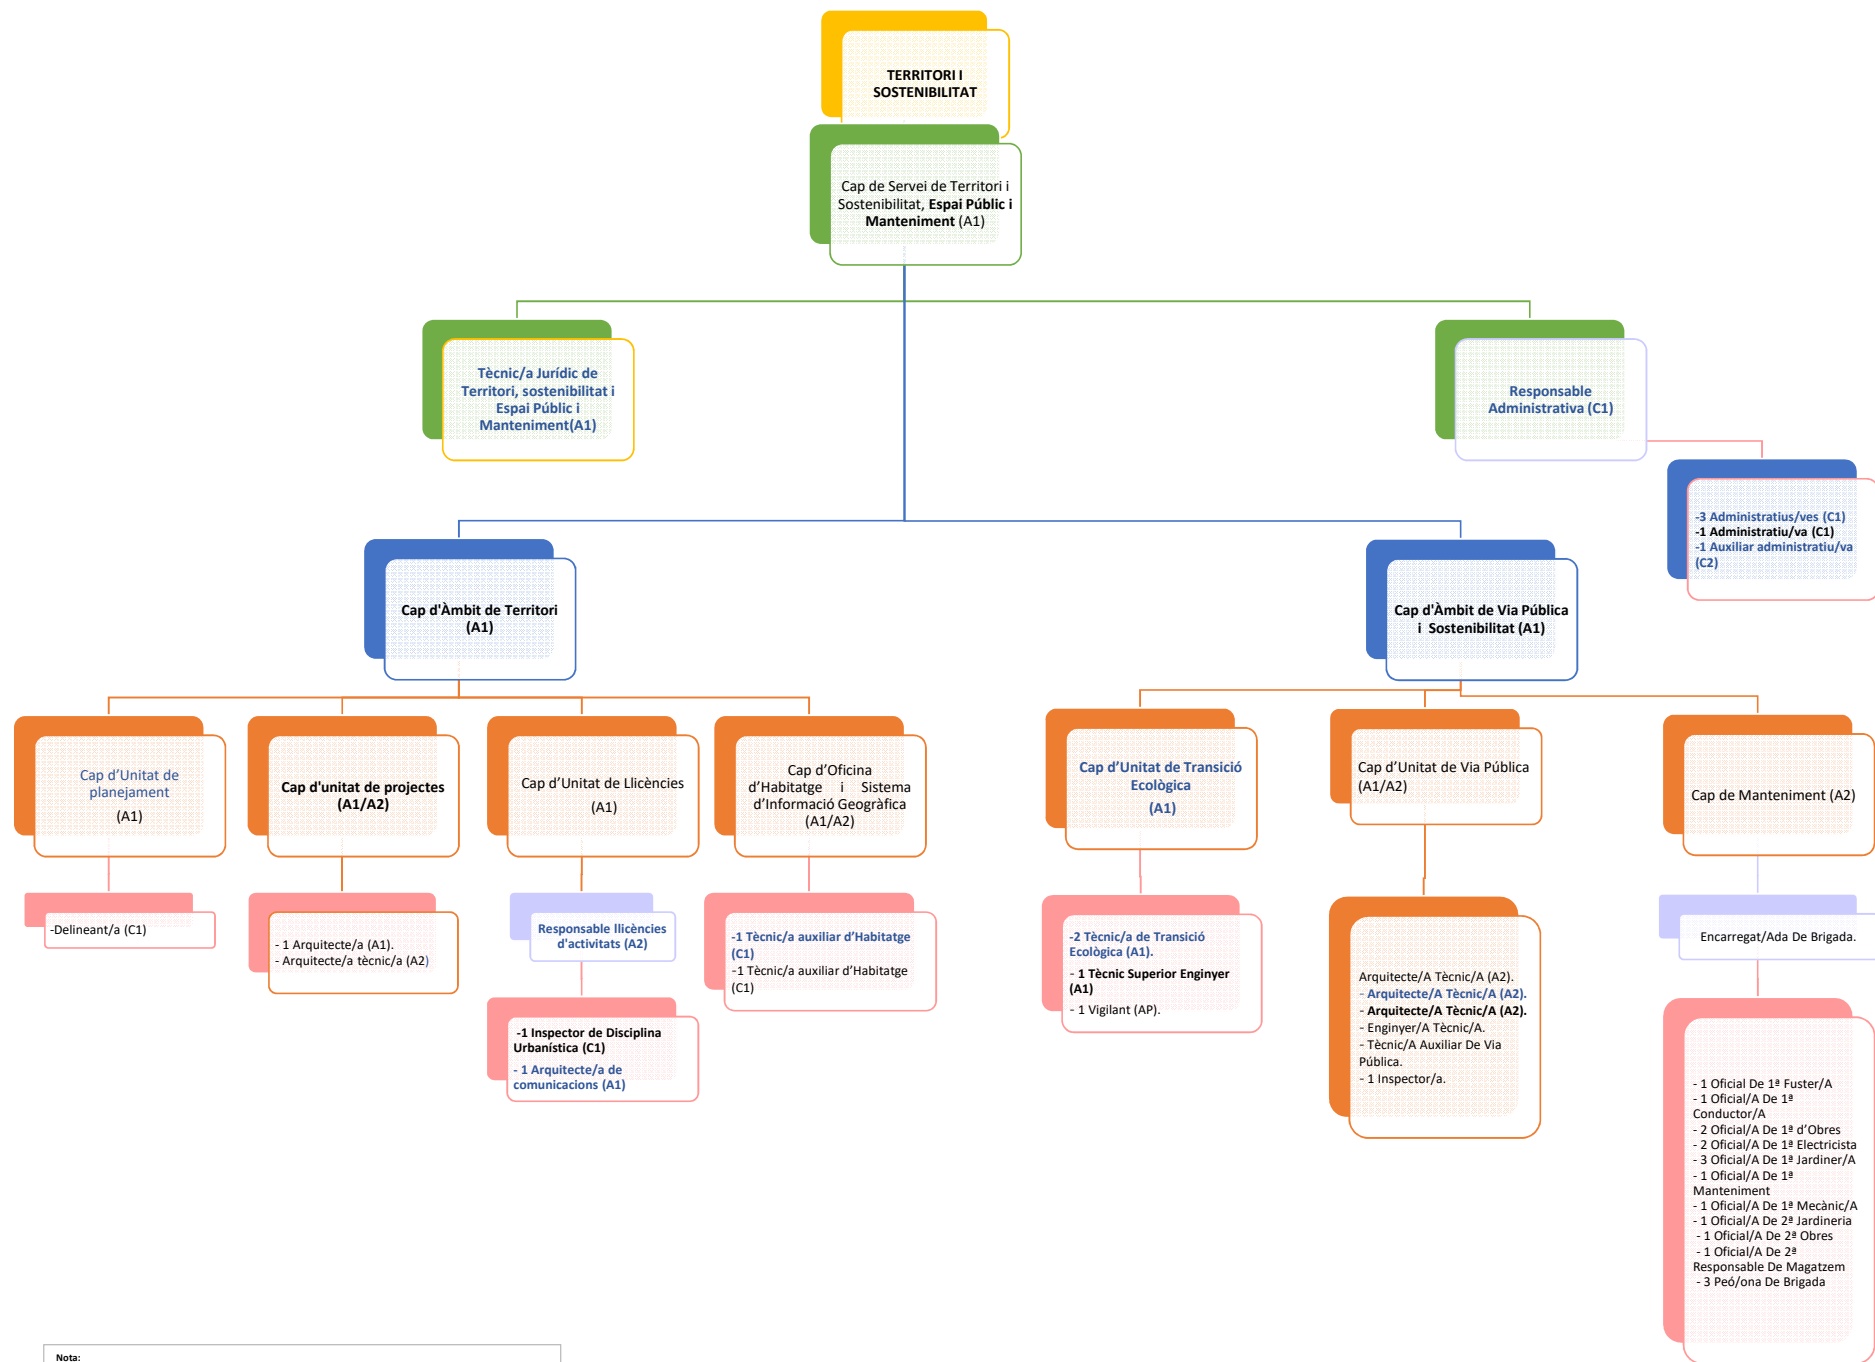 TERRITORI I
SOSTENIBILITAT
Cap de Servei de Territori i
Sostenibilitat, Espai Públic i
Manteniment (A1)
Tècnic/a Jurídic de
Territori, sostenibilitat i
Espai Públic i
Manteniment(A1)
Responsable
Administrativa (C1)
-3 Administratius/ves (C1)
-1 Administratiu/va (C1)
-1 Auxiliar administratiu/va
(C2)
Cap d'Àmbit de Territori
(A1)
Cap d'Àmbit de Via Pública
i Sostenibilitat (A1)
Cap d’Unitat de
planejament
(A1)
Cap d'unitat de projectes
(A1/A2)
Cap d’Unitat de Llicències
(A1)
Cap d’Oficina
d’Habitatge i Sistema
d’Informació Geogràfica
(A1/A2)
Cap d’Unitat de Transició
Ecològica
(A1)
Cap d’Unitat de Via Pública
(A1/A2)
Cap de Manteniment (A2)
-Delineant/a (C1)
- 1 Arquitecte/a (A1).
- Arquitecte/a tècnic/a (A2)
Responsable llicències
d'activitats (A2)
-1 Inspector de Disciplina
Urbanística (C1)
- 1 Arquitecte/a de
comunicacions (A1)
-1 Tècnic/a auxiliar d’Habitatge
(C1)
-1 Tècnic/a auxiliar d’Habitatge
(C1)
-2 Tècnic/a de Transició
Ecològica (A1).
- 1 Tècnic Superior Enginyer
(A1)
- 1 Vigilant (AP).
Arquitecte/A Tècnic/A (A2).
- Arquitecte/A Tècnic/A (A2).
- Arquitecte/A Tècnic/A (A2).
- Enginyer/A Tècnic/A.
- Tècnic/A Auxiliar De Via
Pública.
- 1 Inspector/a.
Encarregat/Ada De Brigada.
- 1 Oficial De 1ª Fuster/A
- 1 Oficial/A De 1ª
Conductor/A
- 2 Oficial/A De 1ª d’Obres
- 2 Oficial/A De 1ª Electricista
- 3 Oficial/A De 1ª Jardiner/A
- 1 Oficial/A De 1ª
Manteniment
- 1 Oficial/A De 1ª Mecànic/A
- 1 Oficial/A De 2ª Jardineria
- 1 Oficial/A De 2ª Obres
- 1 Oficial/A De 2ª
Responsable De Magatzem
- 3 Peó/ona De Brigada
Nota: